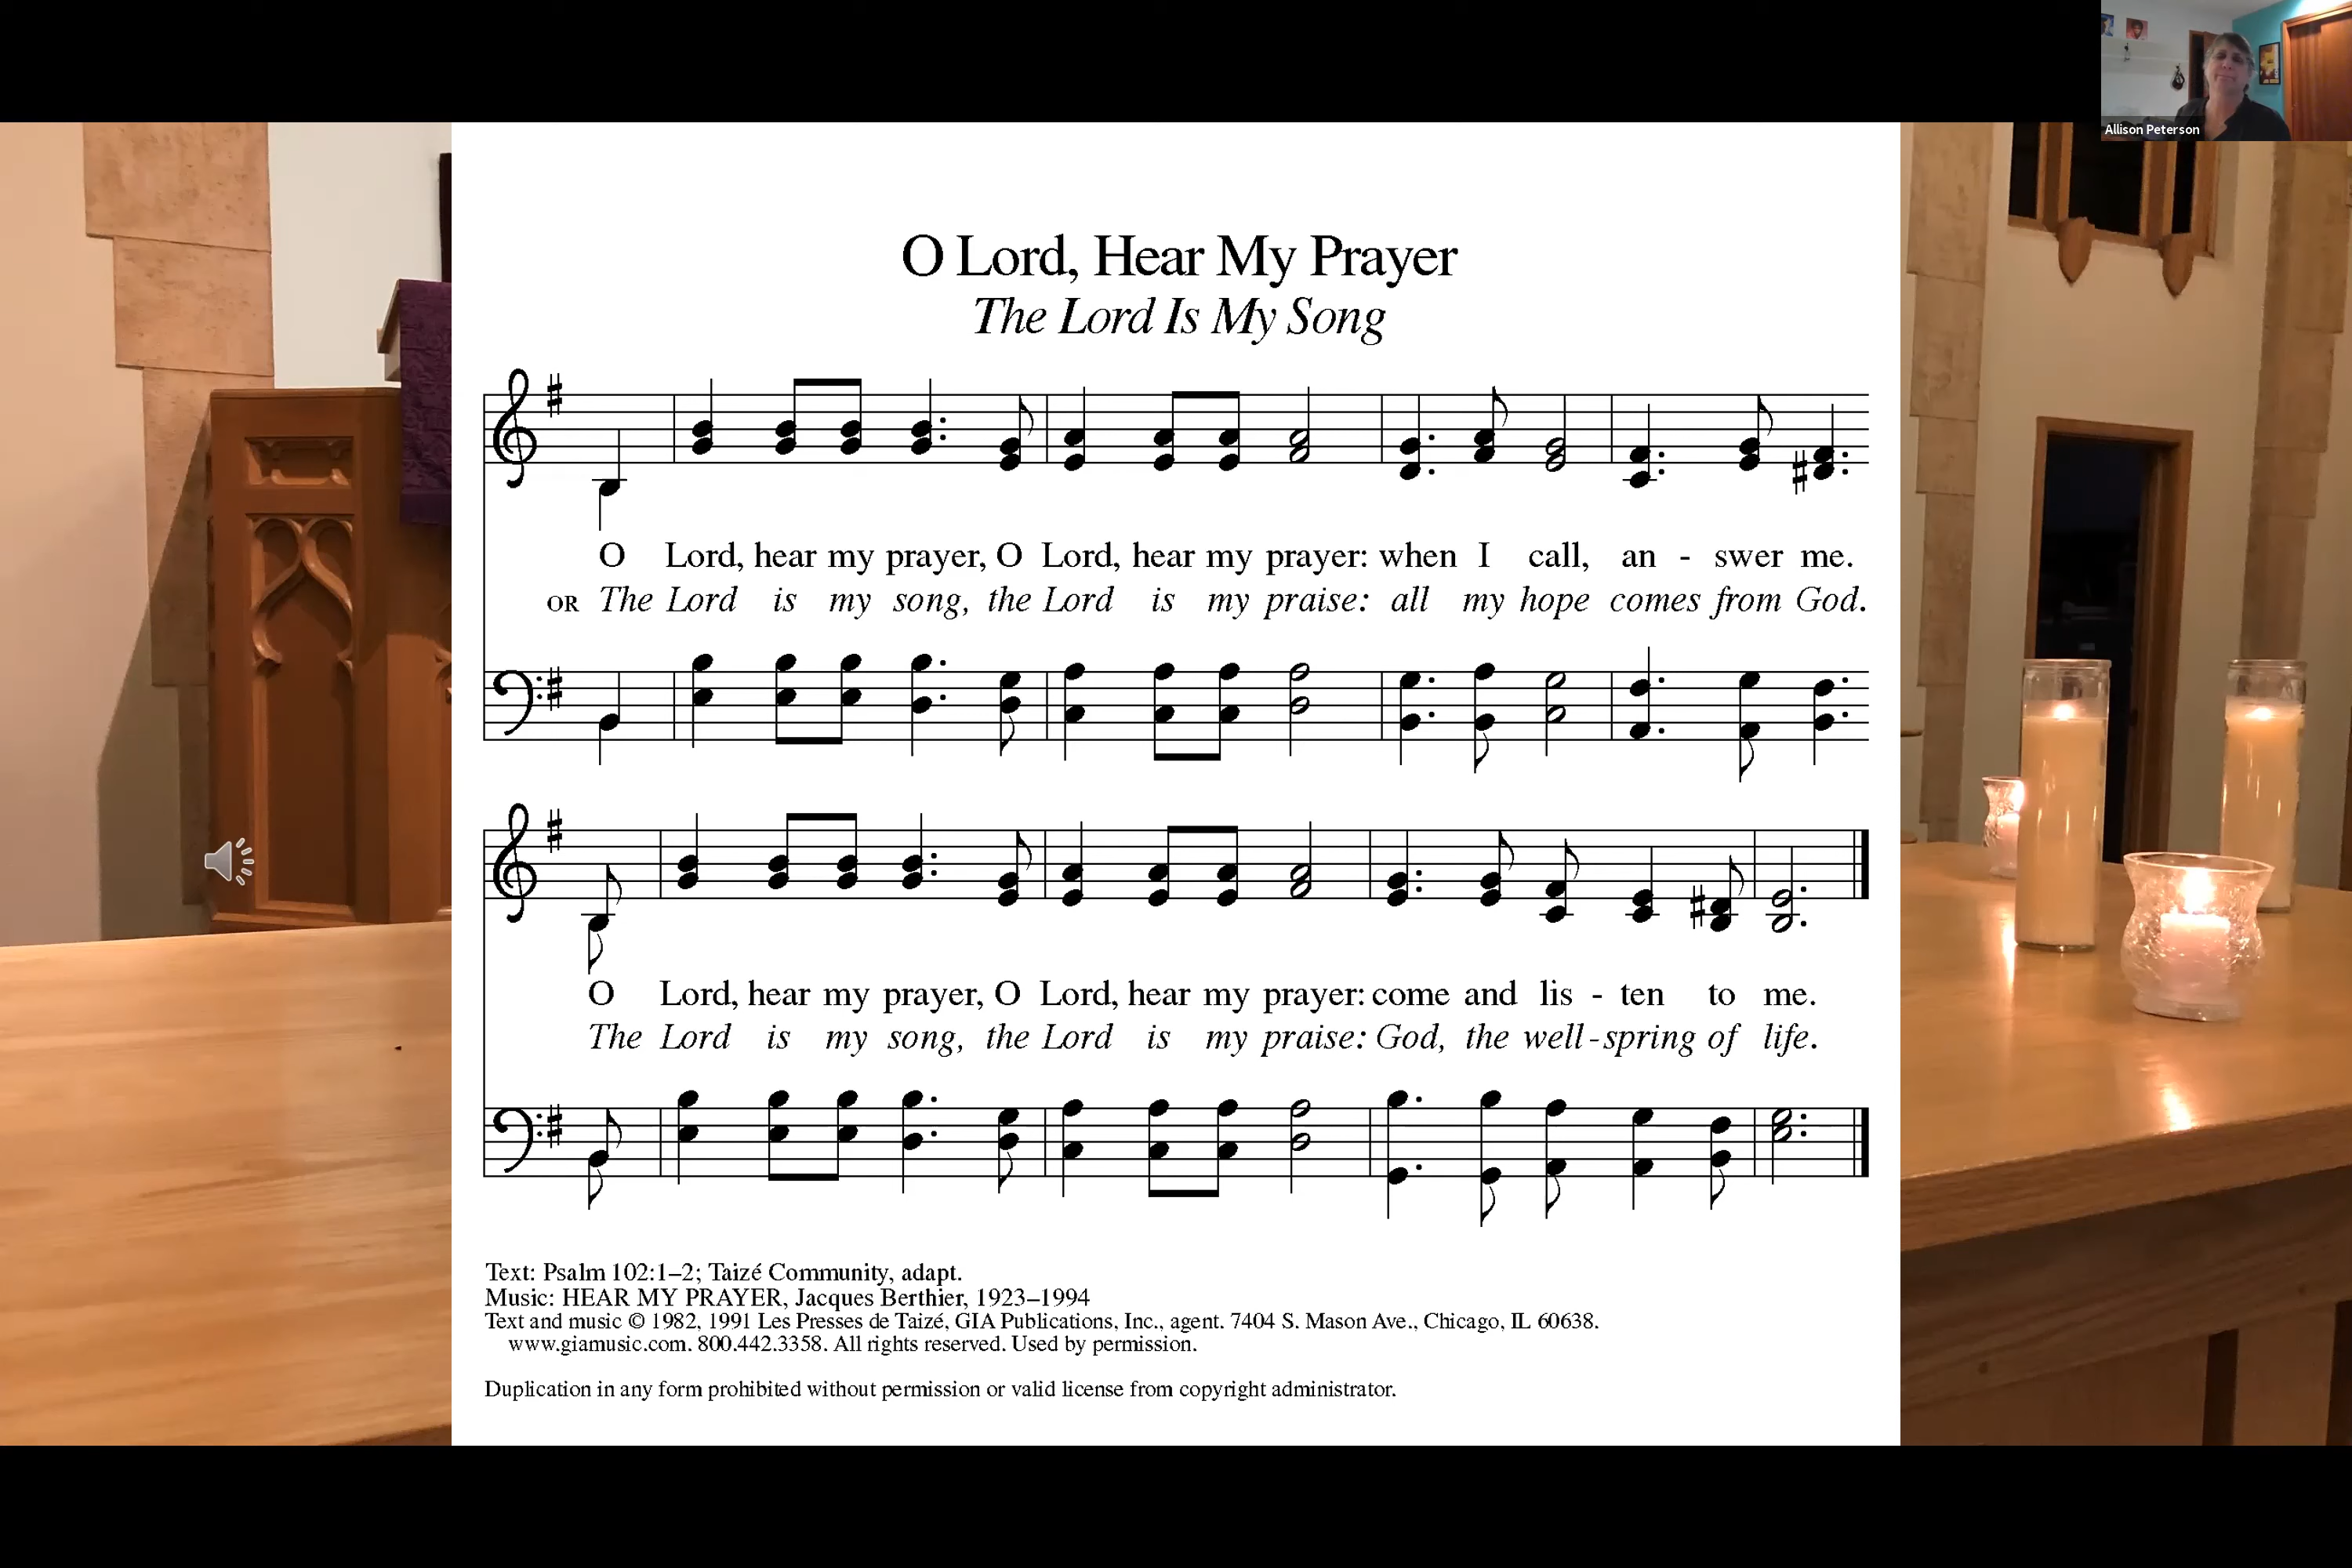 Allison Peterson
O Lord, Hear My Prayer
The Lord Is My Song
O Lord, hear my prayer, O Lord, hear my prayer: when I call, an - swer me.
OR The Lord is my song, the Lord is my praise: all my hope comes from God.
O Lord, hear my prayer, O Lord, hear my prayer: come and lis - ten to me.
The Lord is my song, the Lord is my praise: God, the well - spring of life.
Text: Psalm 102:1–2; Taizé Community, adapt.
Music: HEAR MY PRAYER, Jacques Berthier, 1923–1994
Text and music © 1982, 1991 Les Presses de Taizé, GIA Publications, Inc., agent. 7404 S. Mason Ave., Chicago, IL 60638.
www.giamusic.com. 800.442.3358. All rights reserved. Used by permission.
Duplication in any form prohibited without permission or valid license from copyright administrator.